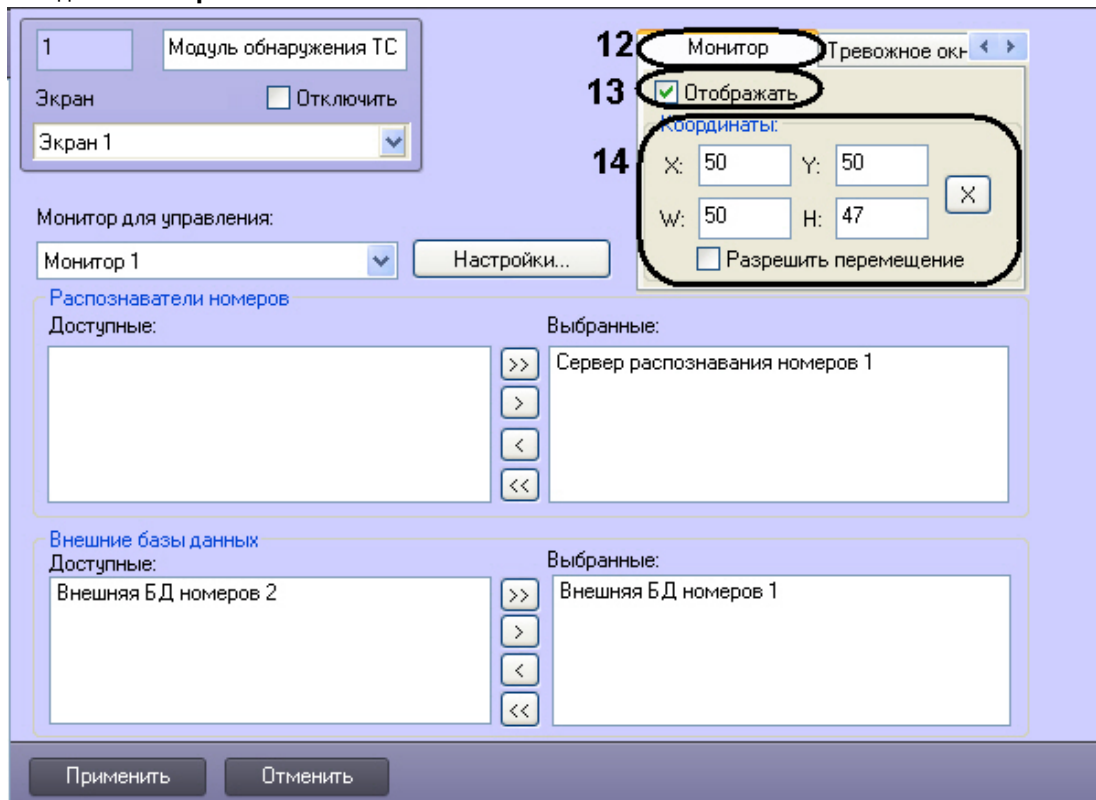 1 Модуль обнаружения ТС
Экран Отключить
Экран 1
12 Монитор Тревожное окн
13 Отображать
Координаты:
14 X: 50 Y: 50
X
W: 50 H: 47
Разрешить перемещение
Монитор для управления:
Монитор 1 Настройки...
Распознаватели номеров
Доступные: Выбранные:
>> Сервер распознавания номеров 1
>
<
<<
Внешние базы данных
Доступные: Выбранные:
Внешняя БД номеров 2 >> Внешняя БД номеров 1
>
<
<<
Применить Отменить